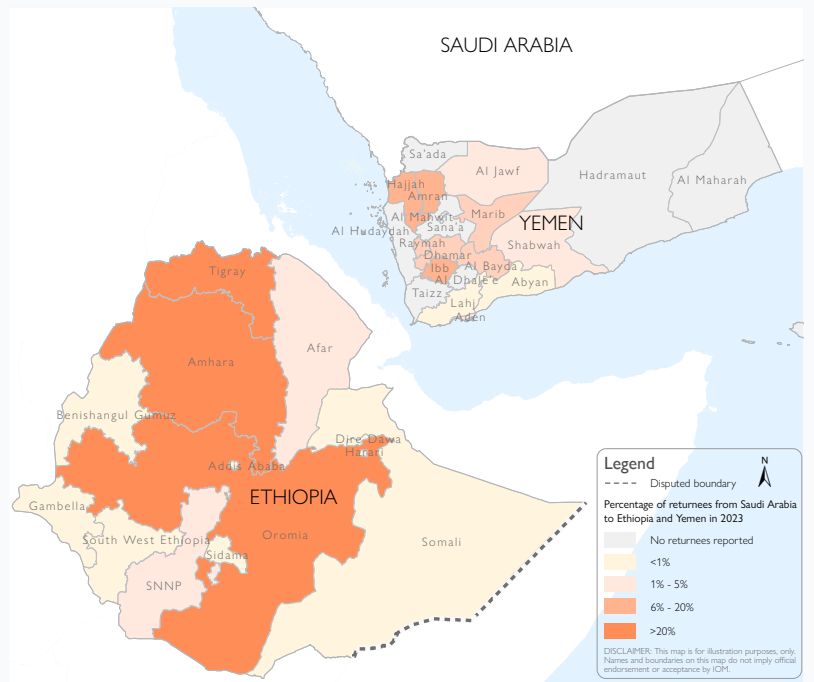 SAUDI ARABIA
Sa'ada
Al Jawf
Hadramaut
Al Maharah
Hajjah
Amran
Al Mahwit
Marib
YEMEN
Al Hudaydah
Sana'a
Raymah
Shabwah
Dhamar
Ibb
Al Bayda
Al Dhale'e
Abyan
Taizz
Lahj
Aden
Tigray
Afar
Amhara
Benishangul Gumuz
Dire Dawa
Harari
Addis Ababa
ETHIOPIA
Gambella
Oromia
South West Ethiopia
Somali
Sidama
SNNP
Legend
N
Disputed boundary
Percentage of returnees from Saudi Arabia
to Ethiopia and Yemen in 2023
No returnees reported
<1%
1% - 5%
6% - 20%
>20%
DISCLAIMER: This map is for illustration purposes, only.
Names and boundaries on this map do not imply official
endorsement or acceptance by IOM.